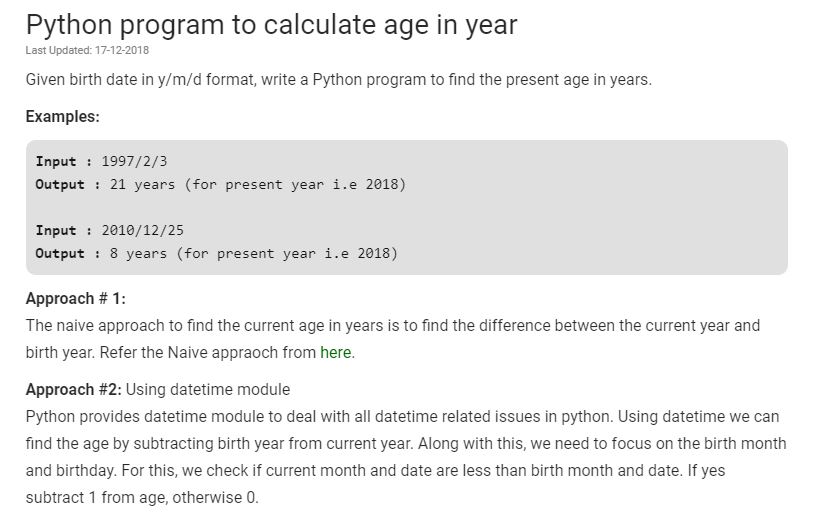 Python program to calculate age in year
Last Updated: 17-12-2018
Given birth date in y/m/d format, write a Python program to find the present age in years.
Examples:
Input : 1997/2/3
Output : 21 years (for present year i.e 2018)
Input : 2010/12/25
Output : 8 years (for present year i.e 2018)
Approach # 1:
The naive approach to find the current age in years is to find the difference between the current year and
birth year. Refer the Naive appraoch from here.
Approach #2: Using datetime module
Python provides datetime module to deal with all datetime related issues in python. Using datetime we can
find the age by subtracting birth year from current year. Along with this, we need to focus on the birth month
and birthday. For this, we check if current month and date are less than birth month and date. If yes
subtract 1 from age, otherwise 0.